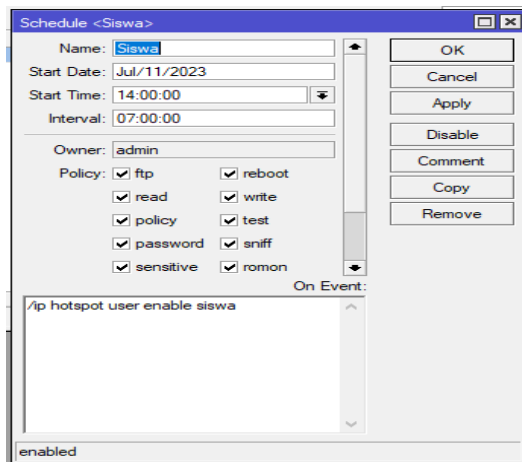 Schedule <Siswa>
Name: Siswa
Start Date: Jul/11/2023
Start Time: 14:00:00
Interval: 07:00:00
Owner: admin
Policy: ftp reboot
read write
policy test
password sniff
sensitive romon
On Event:
/ip hotspot user enable siswa
enabled
OK
Cancel
Apply
Disable
Comment
Copy
Remove